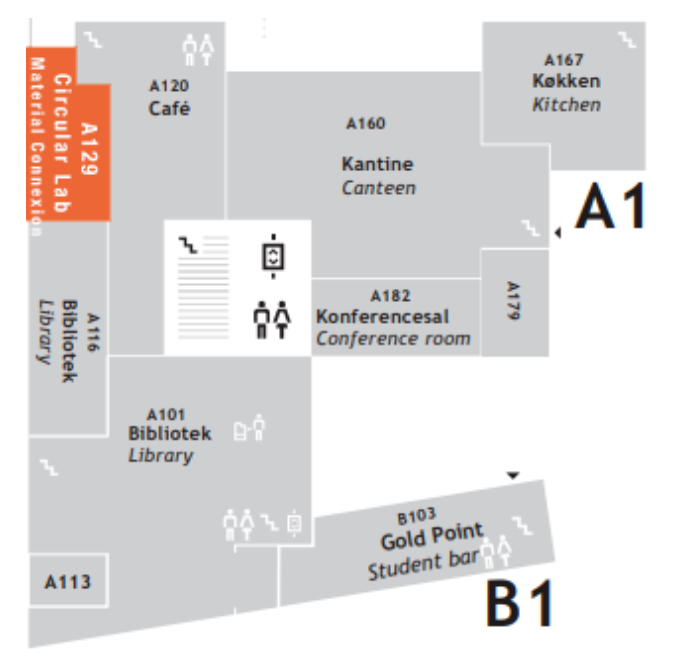 A120
Café
A167
Køkken
Kitchen
A160
Kantine
Canteen
A129
Circular Lab
Material Connexion
A1
A182
Konferencesal
Conference room
A179
A116
Bibliotek
Library
A101
Bibliotek
Library
B103
Gold Point
Student bar
A113
B1